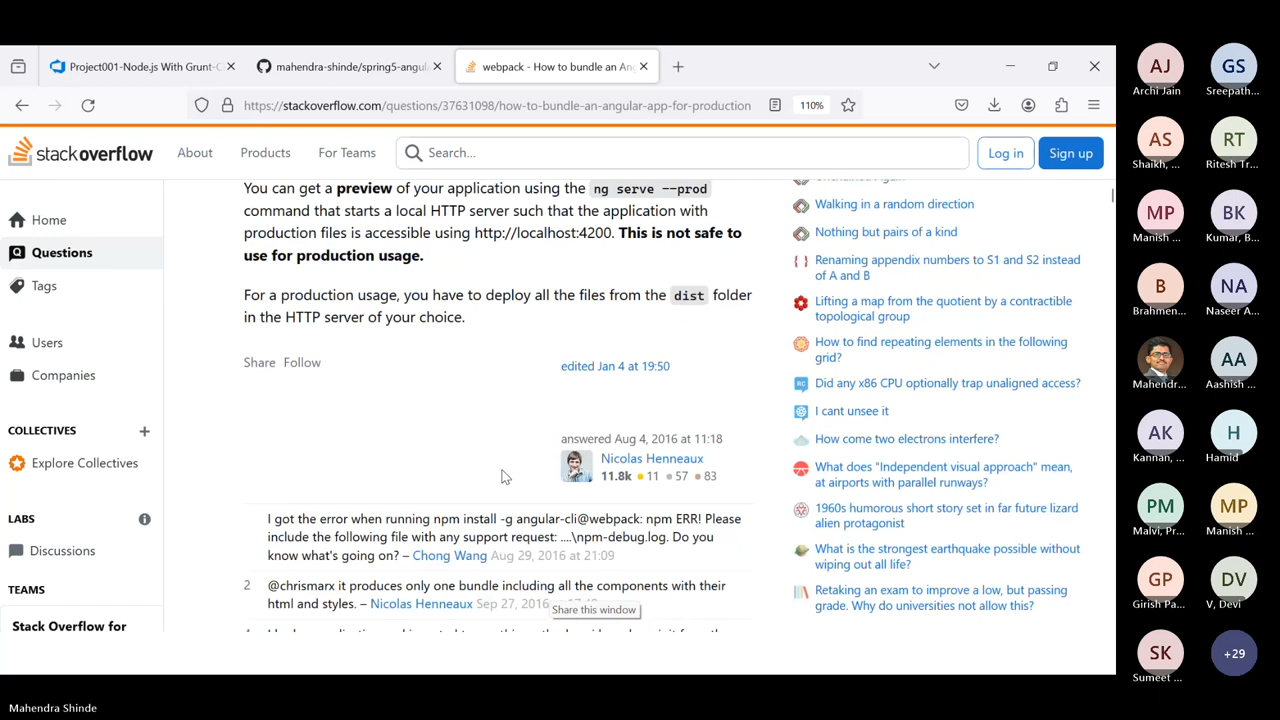 Project001-Node.js With Grunt-C
mahendra-shinde/spring5-angula
webpack - How to bundle an Ang
https://stackoverflow.com/questions/37631098/how-to-bundle-an-angular-app-for-production
110%
stackoverflow
About
Products
For Teams
Search...
Log in
Sign up
Home
Questions
Tags
Users
Companies
COLLECTIVES
Explore Collectives
LABS
Discussions
TEAMS
Stack Overflow for
You can get a preview of your application using the ng serve --prod
command that starts a local HTTP server such that the application with
production files is accessible using http://localhost:4200. This is not safe to
use for production usage.
For a production usage, you have to deploy all the files from the dist folder
in the HTTP server of your choice.
Share Follow
edited Jan 4 at 19:50
answered Aug 4, 2016 at 11:18
Nicolas Henneaux
11.8k 11 57 83
I got the error when running npm install -g angular-cli@webpack: npm ERR! Please
include the following file with any support request: ....\npm-debug.log. Do you
know what's going on? – Chong Wang Aug 29, 2016 at 21:09
2 @chrismarx it produces only one bundle including all the components with their
html and styles. – Nicolas Henneaux Sep 27, 2016
Share this window
Walking in a random direction
Nothing but pairs of a kind
Renaming appendix numbers to S1 and S2 instead
of A and B
Lifting a map from the quotient by a contractible
topological group
How to find repeating elements in the following
grid?
Did any x86 CPU optionally trap unaligned access?
I cant unsee it
How come two electrons interfere?
What does "Independent visual approach" mean,
at airports with parallel runways?
1960s humorous short story set in far future lizard
alien protagonist
What is the strongest earthquake possible without
wiping out all life?
Retaking an exam to improve a low, but passing
grade. Why do universities not allow this?
AJ
Archi Jain
GS
Sreepath...
AS
Shaikh, ...
RT
Ritesh Tr...
MP
Manish ...
BK
Kumar, B...
B
Brahmen...
NA
Naseer A...
Mahendr...
AA
Aashish ...
AK
Kannan, ...
H
Hamid
PM
Malvi, Pr...
MP
Manish ...
GP
Girish Pa...
DV
V, Devi
SK
Sumeet ...
+29
Mahendra Shinde